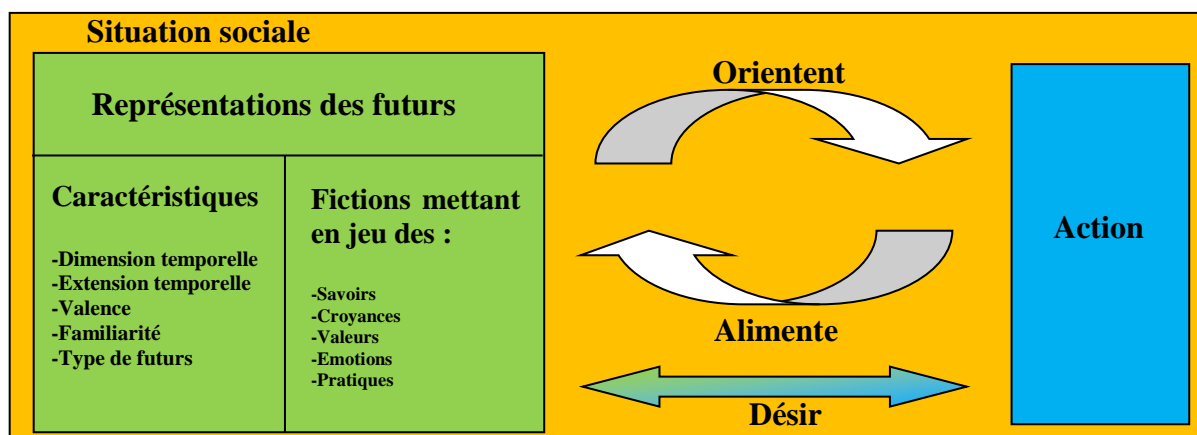 Situation sociale
Représentations des futurs
Caractéristiques
-Dimension temporelle
-Extension temporelle
-Valence
-Familiarité
-Type de futurs
Fictions mettant
en jeu des :
-Savoirs
-Croyances
-Valeurs
-Emotions
-Pratiques
Orientent
Alimente
Désir
Action